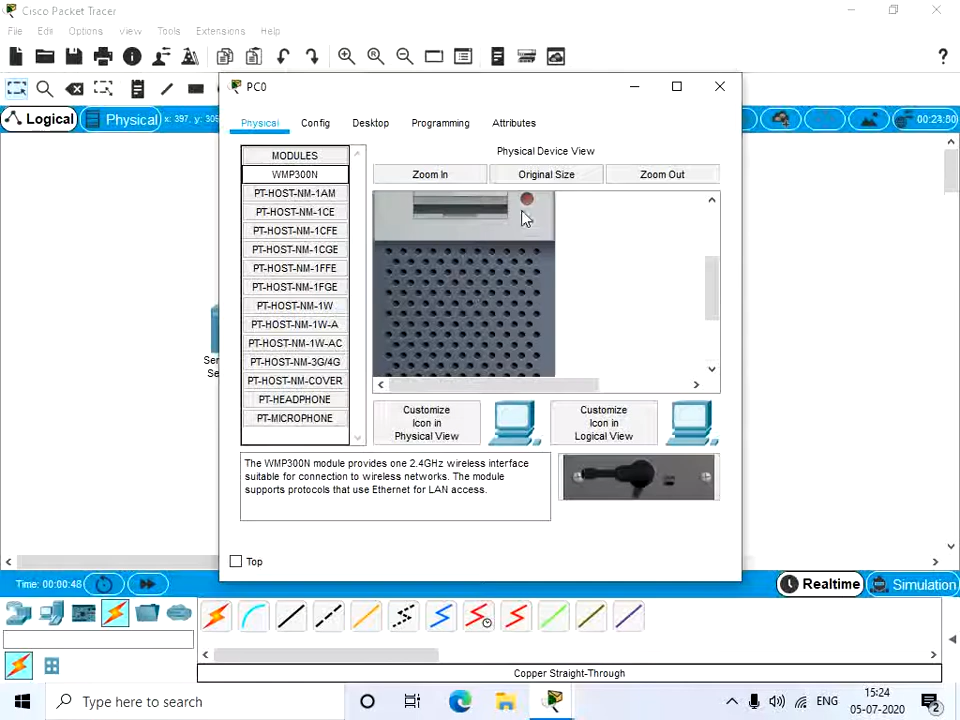 Cisco Packet Tracer
File Edit Options View Tools Extensions Help
?
PC0
Logical
Physical
x: 397, y: 305
24:30
Physical Config Desktop Programming Attributes
MODULES
WMP300N
PT-HOST-NM-1AM
PT-HOST-NM-1CE
PT-HOST-NM-1CFE
PT-HOST-NM-1CGE
PT-HOST-NM-1FFE
PT-HOST-NM-1FGE
PT-HOST-NM-1W
PT-HOST-NM-1W-A
PT-HOST-NM-1W-AC
PT-HOST-NM-3G/4G
PT-HOST-NM-COVER
PT-HEADPHONE
PT-MICROPHONE
Physical Device View
Zoom In
Original Size
Zoom Out
Ser
Se
Customize
Icon in
Physical View
Customize
Icon in
Logical View
The WMP300N module provides one 2.4GHz wireless interface
suitable for connection to wireless networks. The module
supports protocols that use Ethernet for LAN access.
Top
Time: 00:00:48
Realtime
Simulation
Copper Straight-Through
Type here to search
ENG
15:24
05-07-2020
2